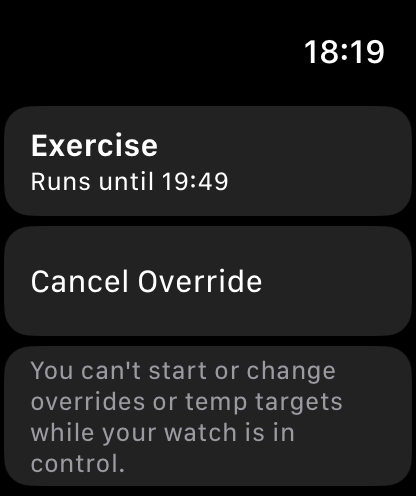 18:19
Exercise
Runs until 19:49
Cancel Override
You can't start or change
overrides or temp targets
while your watch is in
control.